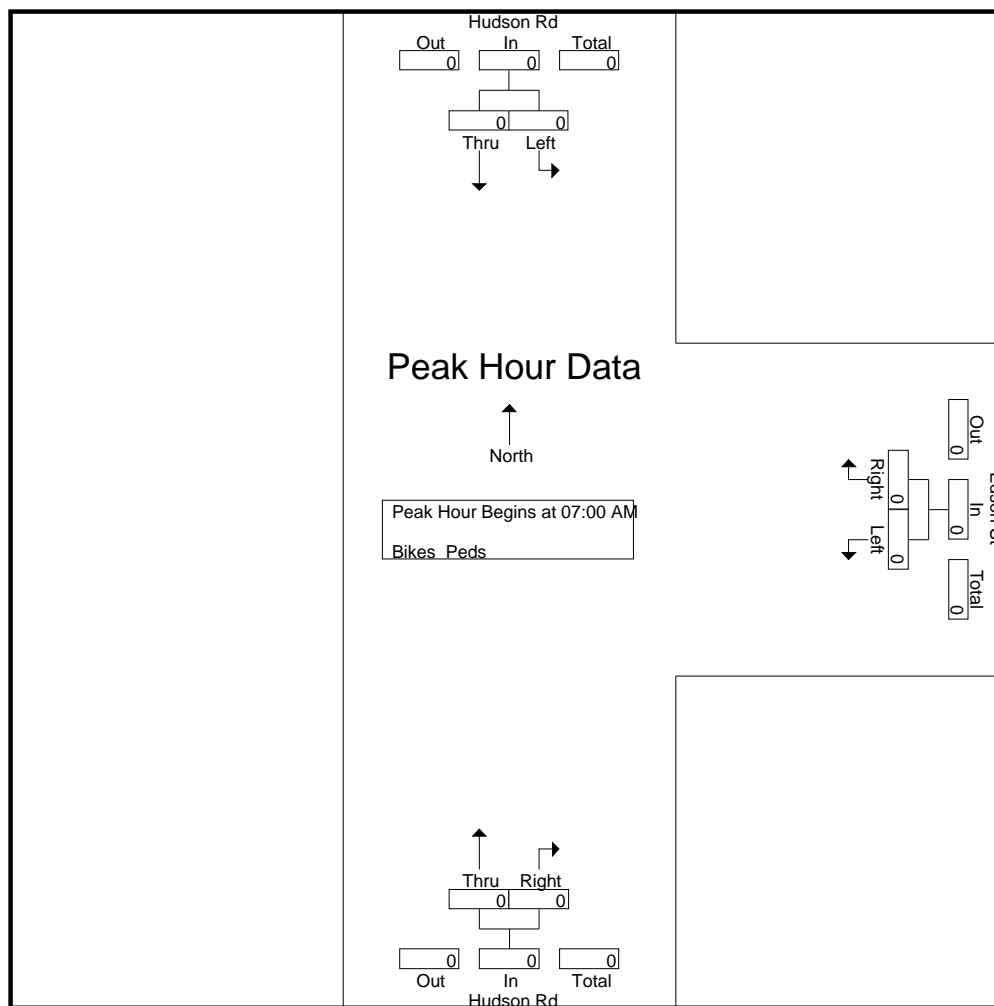 Hudson Rd
Out In Total
0 0 0
0 0
Thru Left
Peak Hour Data
North
Peak Hour Begins at 07:00 AM
Bikes Peds
Out
0
In
0
Total
0
Right
0
Left
0
Thru Right
0 0
0 0 0
Out In Total
Hudson Rd